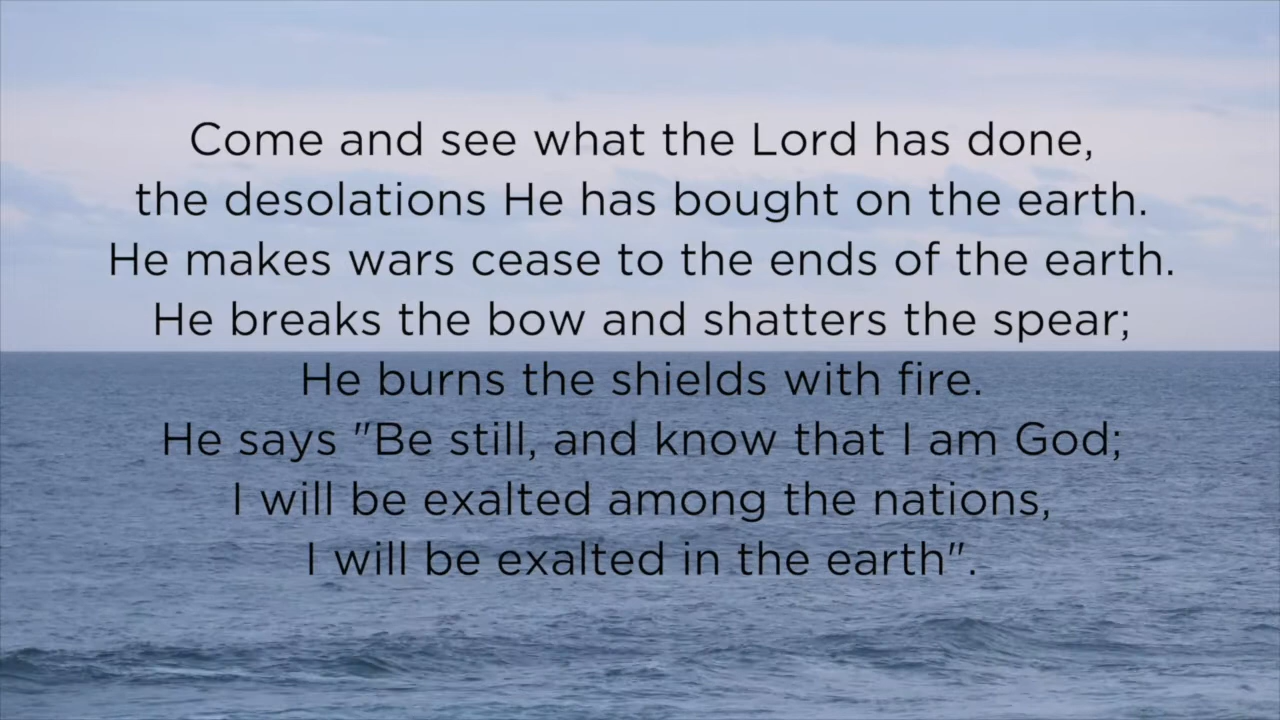 Come and see what the Lord has done,
the desolations He has bought on the earth.
He makes wars cease to the ends of the earth.
He breaks the bow and shatters the spear;
He burns the shields with fire.
He says "Be still, and know that I am God;
I will be exalted among the nations,
I will be exalted in the earth".